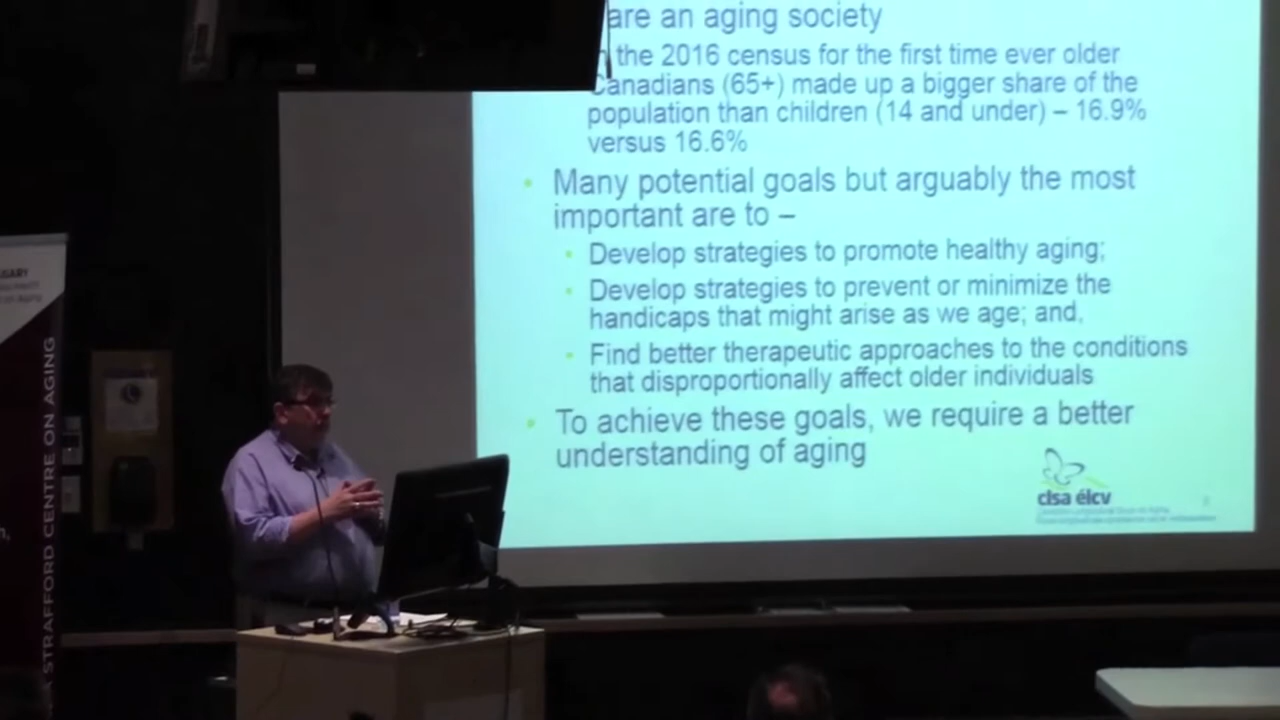 are an aging society
the 2016 census for the first time ever older
Canadians (65+) made up a bigger share of the
population than children (14 and under) – 16.9%
versus 16.6%
Many potential goals but arguably the most
important are to –
Develop strategies to promote healthy aging;
Develop strategies to prevent or minimize the
handicaps that might arise as we age; and,
Find better therapeutic approaches to the conditions
that disproportionally affect older individuals
To achieve these goals, we require a better
understanding of aging
clsa élcv
STRAFFORD CENTRE ON AGING